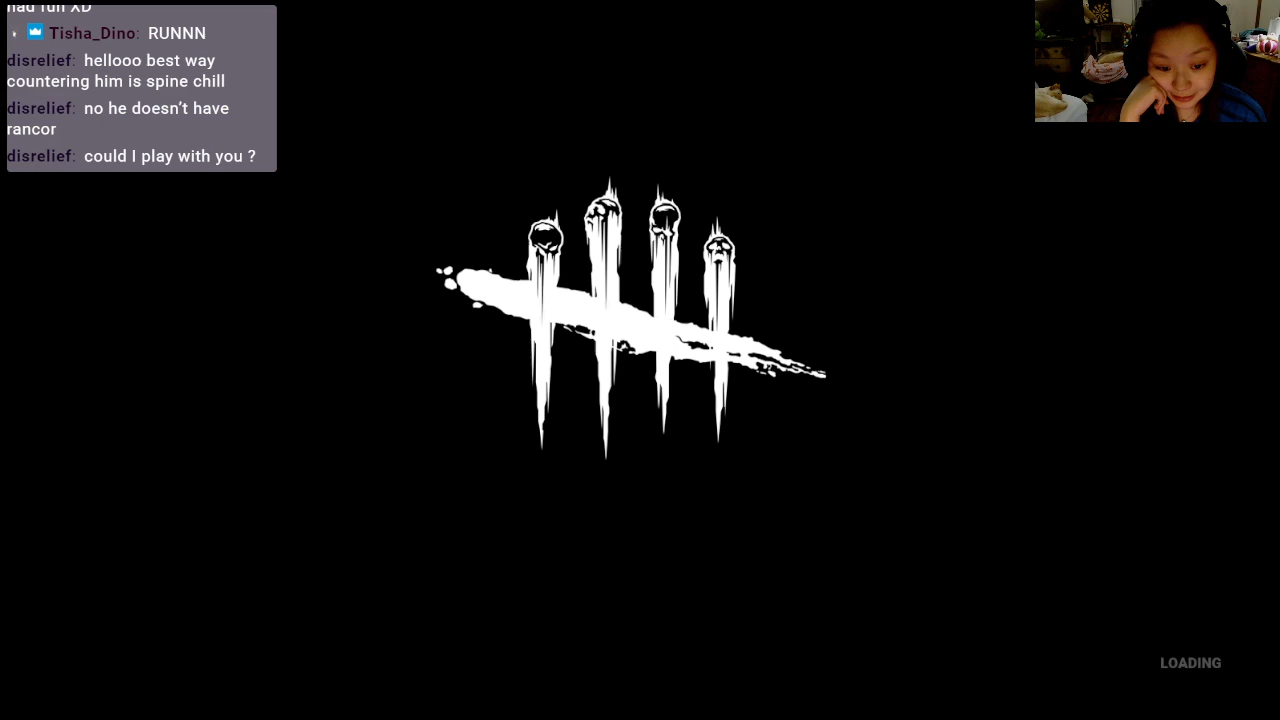 had fun XD
Tisha_Dino: RUNNN
disrelief: hellooo best way
countering him is spine chill
disrelief: no he doesn’t have
rancor
disrelief: could I play with you ?
LOADING